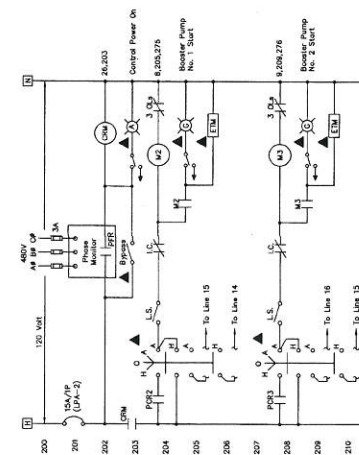 480V
A# B# C#
3A
Phase
Monitor
PFR
120 Volt
H
N
15A/1P
(LPA-2)
200
201
202
CRM
26,203
203
CRM
Bypass
A
Control Power On
204
PCR2
H O A
L.S.
I.C.
M2
3 OLs
8,205,275
205
A
H
To Line 15
M2
G
Booster Pump
No. 1 Start
206
A
H
To Line 14
ETM
207
208
PCR3
H O A
L.S.
I.C.
M3
3 OLs
9,209,276
209
A
H
To Line 16
M3
G
Booster Pump
No. 2 Start
210
A
H
To Line 15
ETM